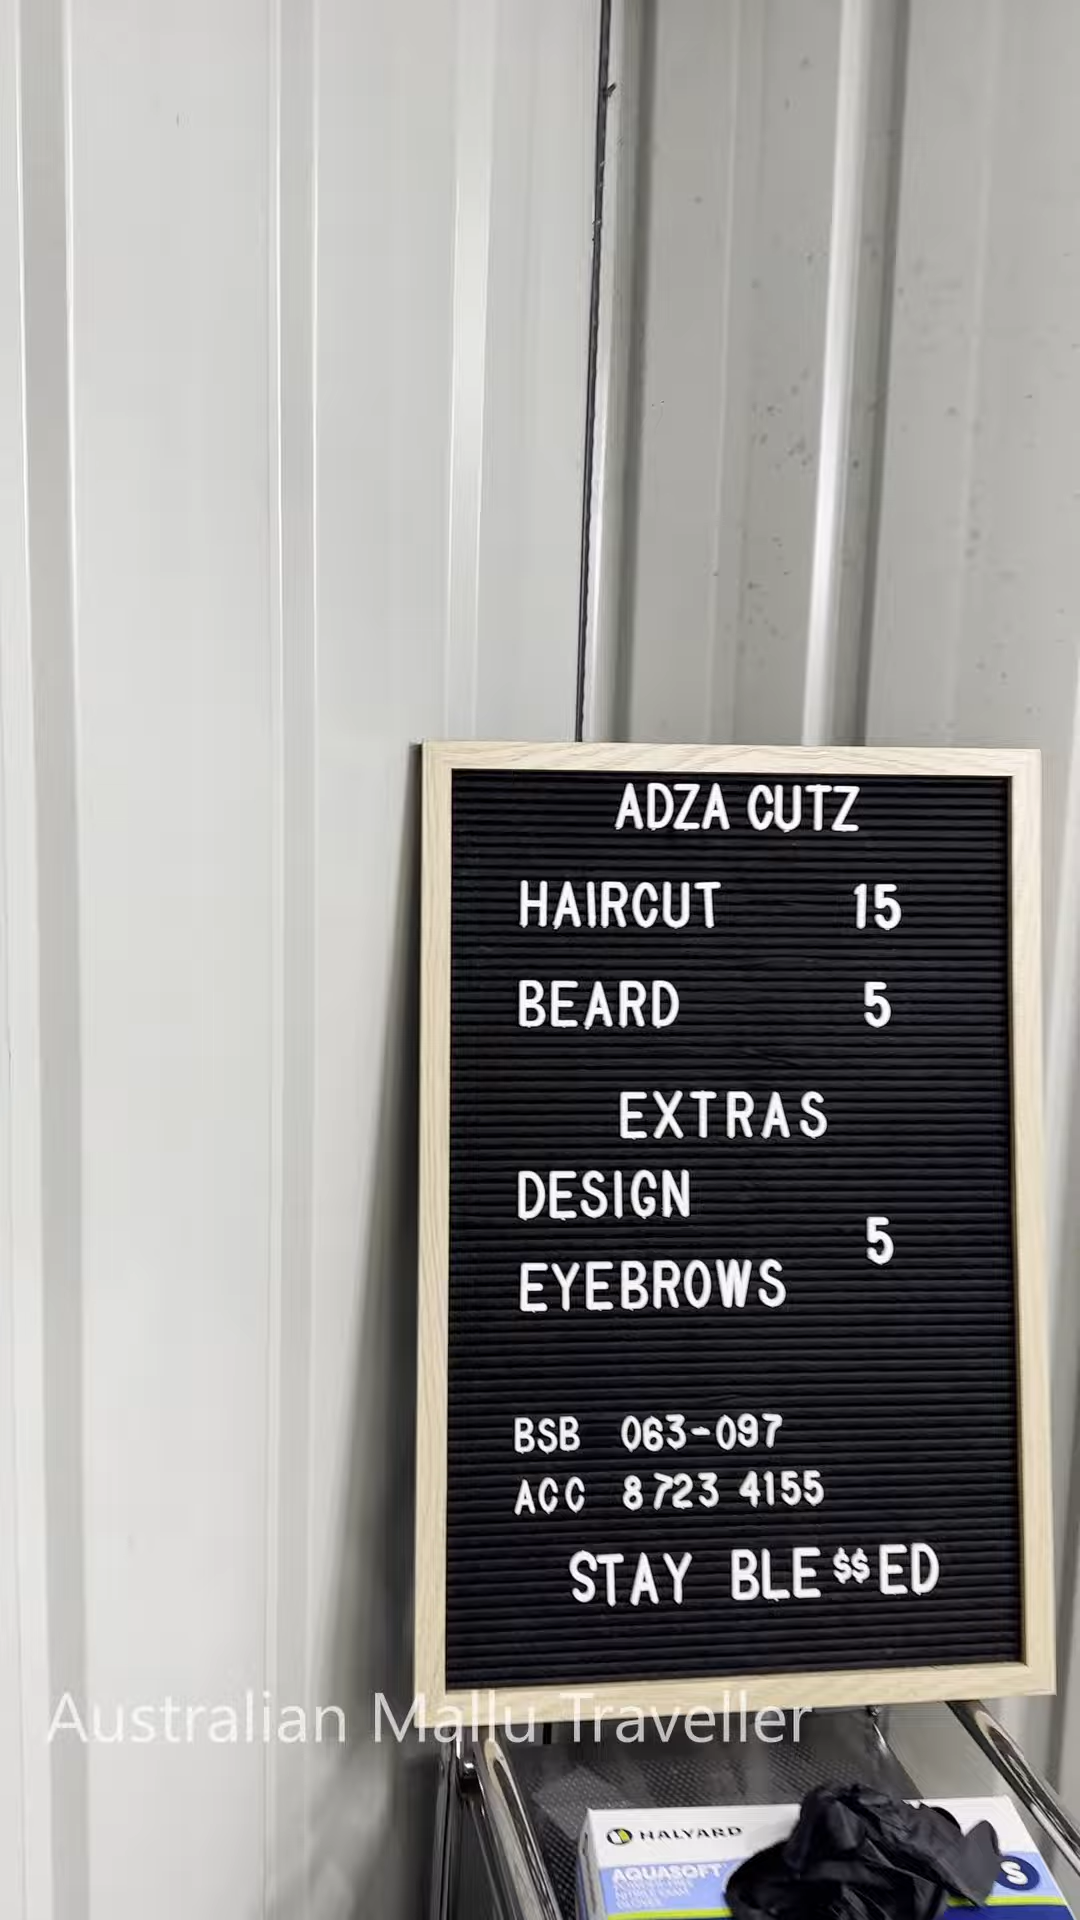 ADZA CUTZ
HAIRCUT 15
BEARD 5
EXTRAS
DESIGN
5
EYEBROWS
BSB 063-097
ACC 8723 4155
STAY BLE$$ED
Australian Mallu Traveller
HALYARD
AQUASOFT
S